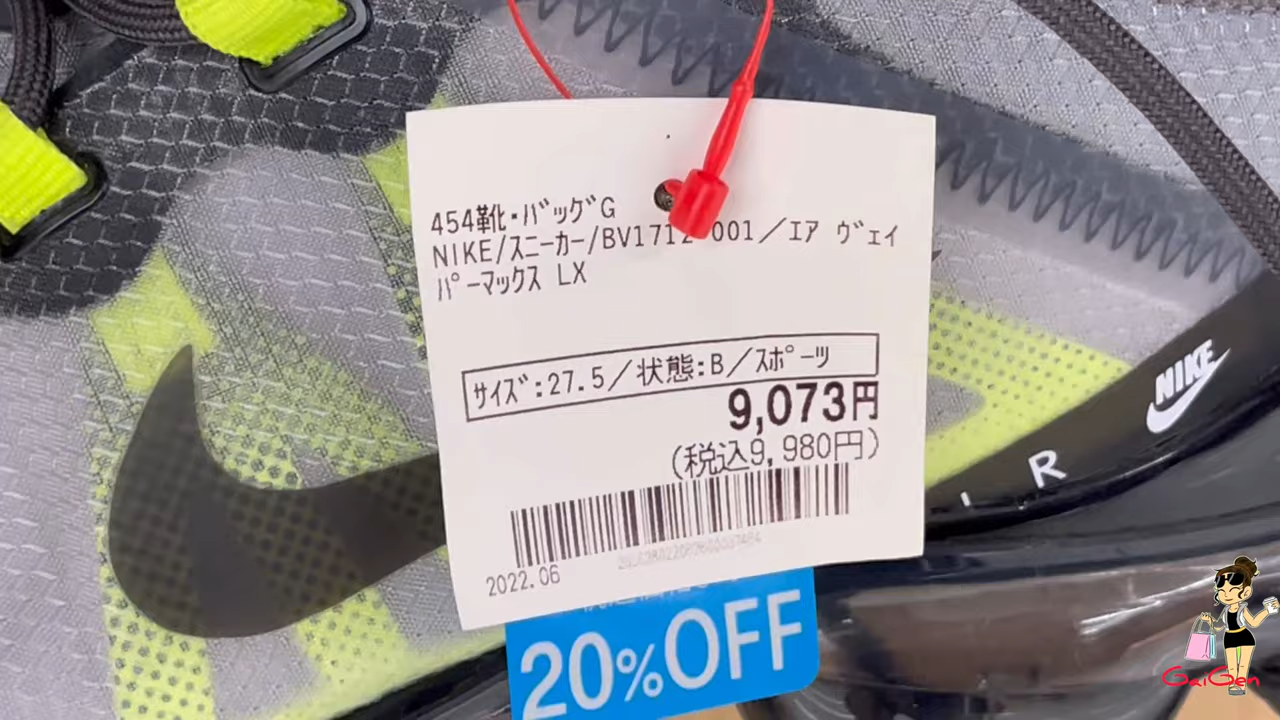 454靴・バッグG
NIKE/スニーカー/BV1712-001/エア ヴェイ
パーマックス LX
サイズ:27.5/状態:B/スポーツ
9,073円
(税込9,980円)
2022.06
20%OFF
NIKE
R
GaiGen